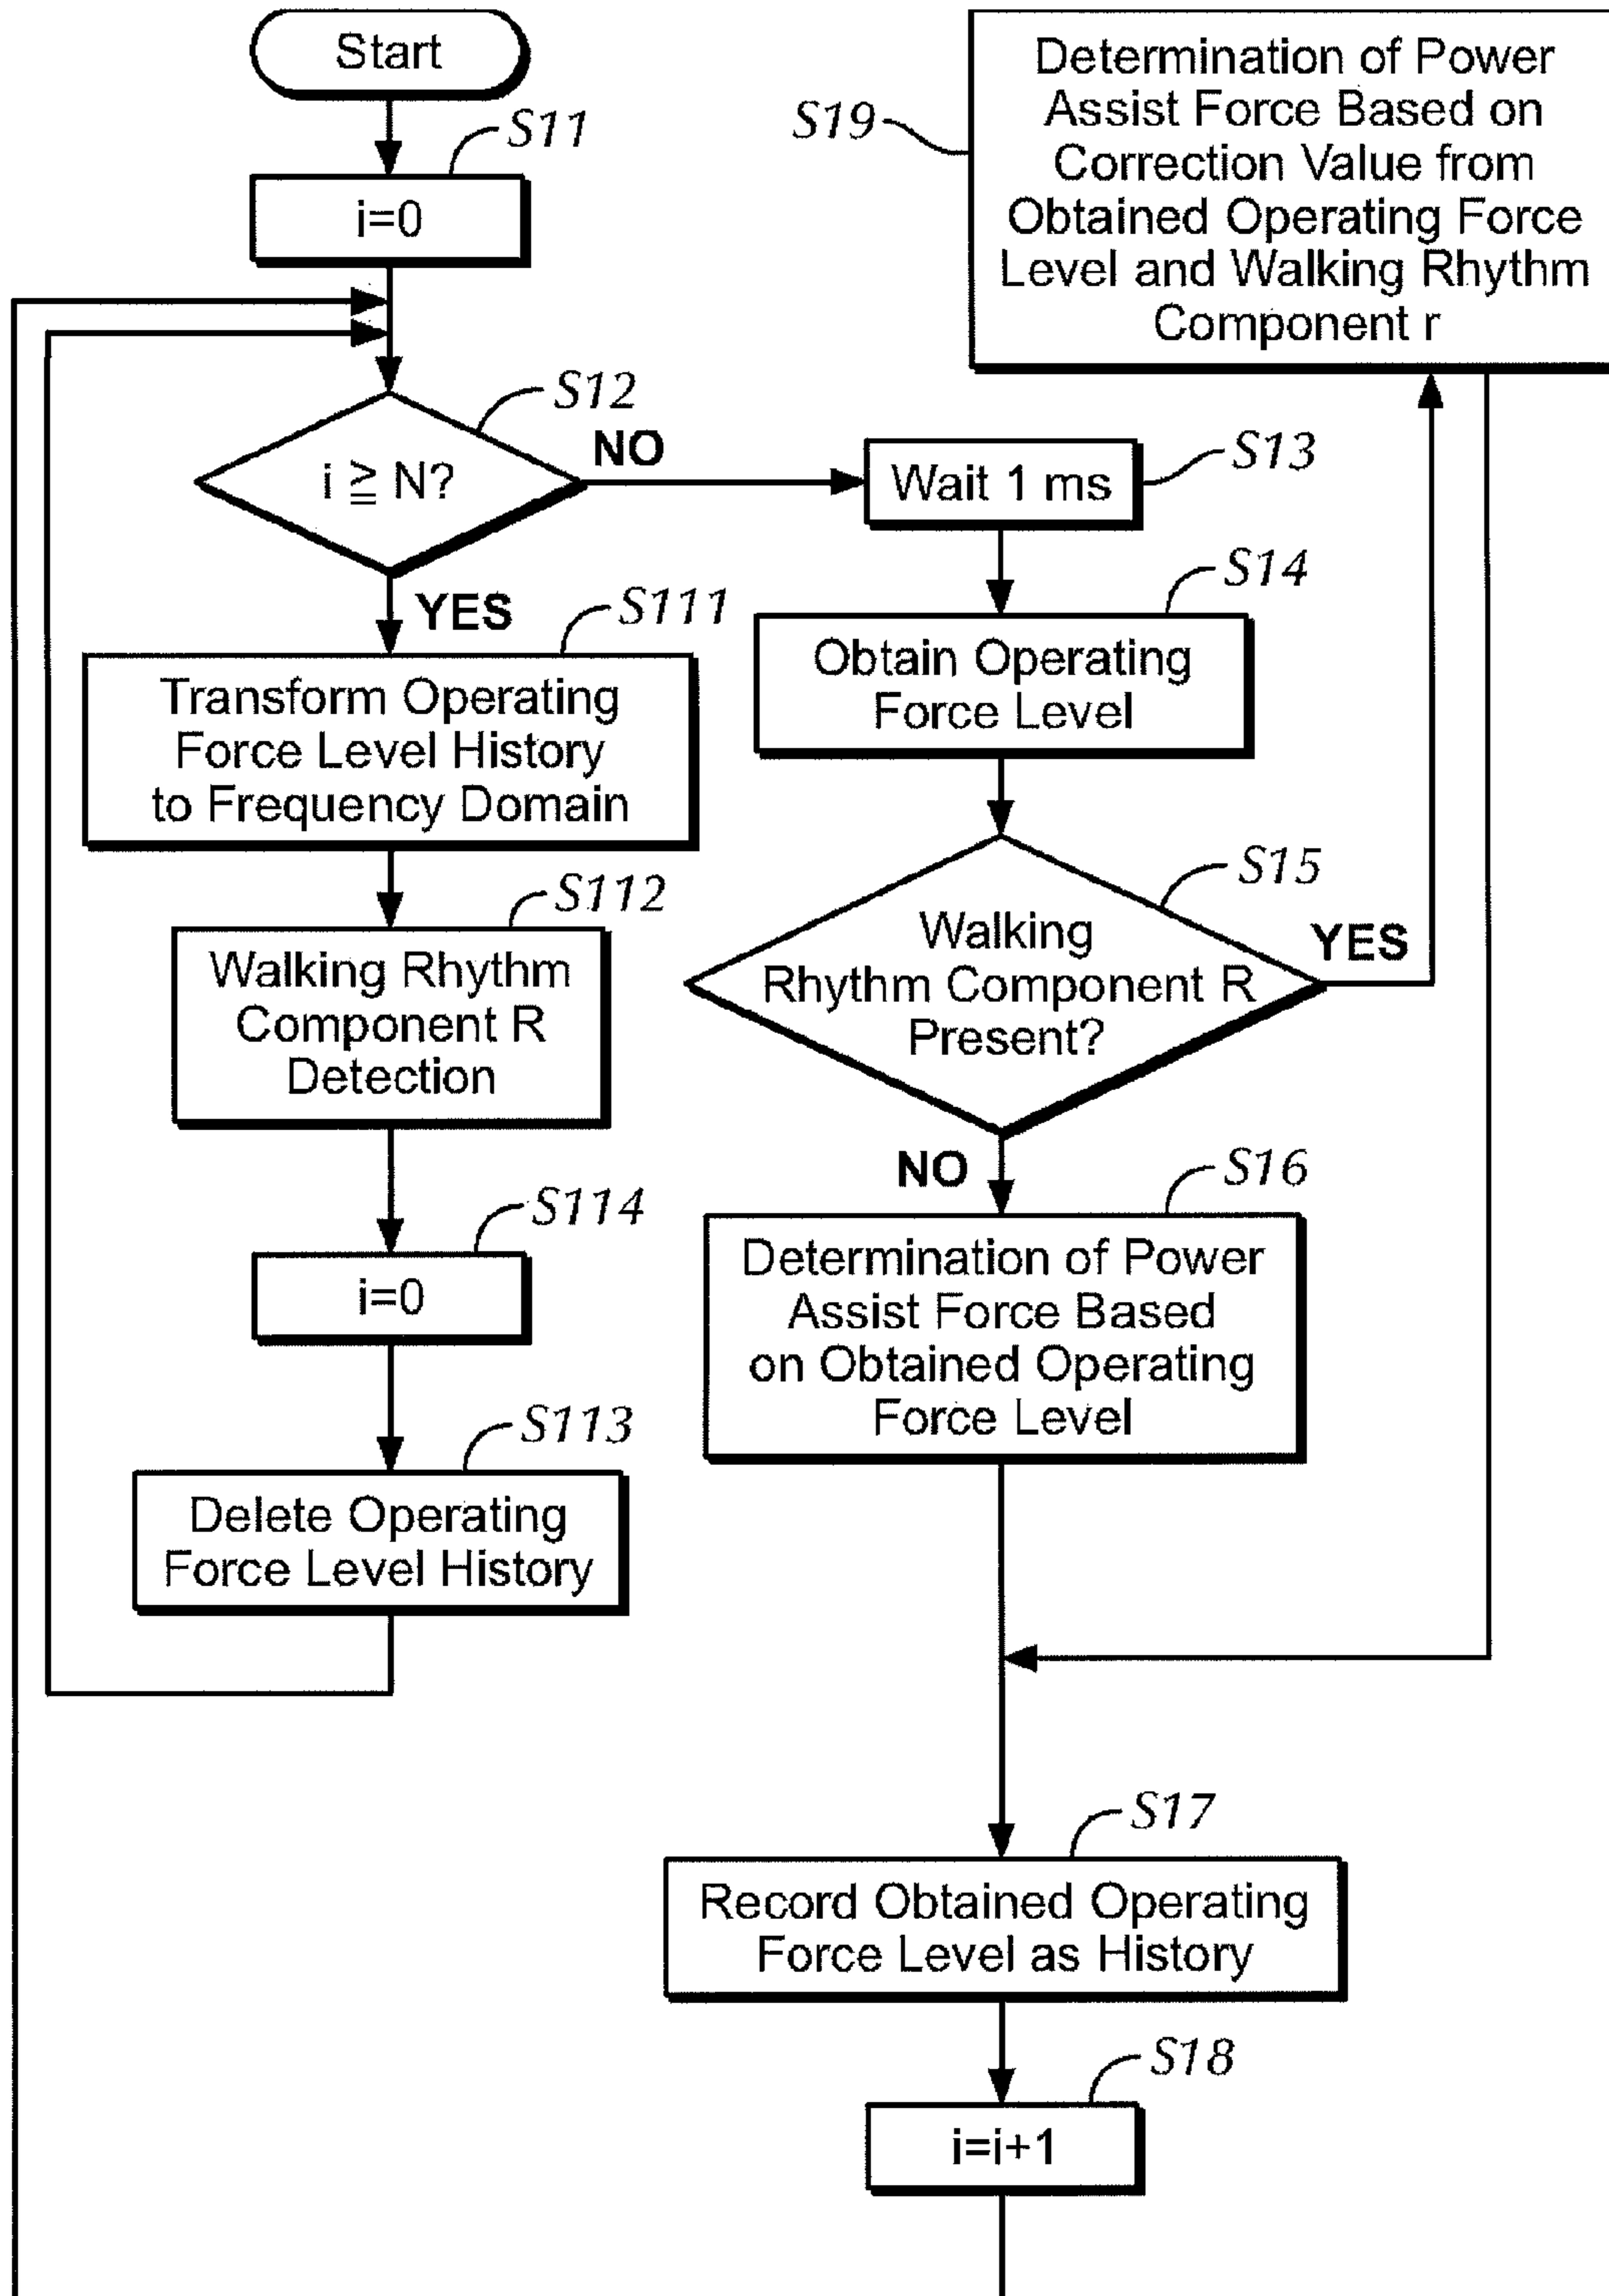 Start
S11
i=0
S12
i ≧ N?
NO
YES
S111
Transform Operating
Force Level History
to Frequency Domain
S112
Walking Rhythm
Component R
Detection
S114
i=0
S113
Delete Operating
Force Level History
S13
Wait 1 ms
S14
Obtain Operating
Force Level
S15
Walking
Rhythm Component R
Present?
YES
NO
S16
Determination of Power
Assist Force Based
on Obtained Operating
Force Level
S19
Determination of Power
Assist Force Based on
Correction Value from
Obtained Operating Force
Level and Walking Rhythm
Component r
S17
Record Obtained Operating
Force Level as History
S18
i=i+1